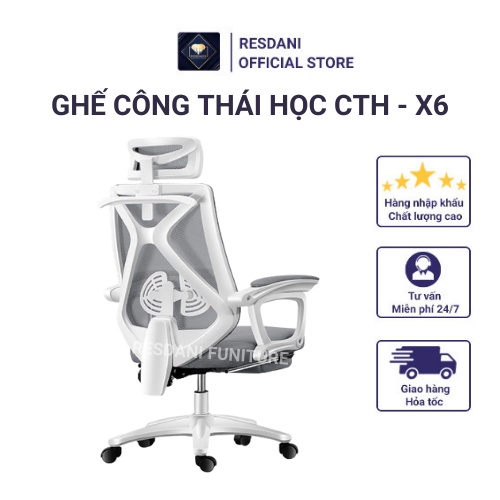 RESDANI
OFFICIAL STORE
GHẾ CÔNG THÁI HỌC CTH - X6
Hàng nhập khẩu
Chất lượng cao
Tư vấn
Miễn phí 24/7
RESDANI FUNITURE
Giao hàng
Hỏa tốc